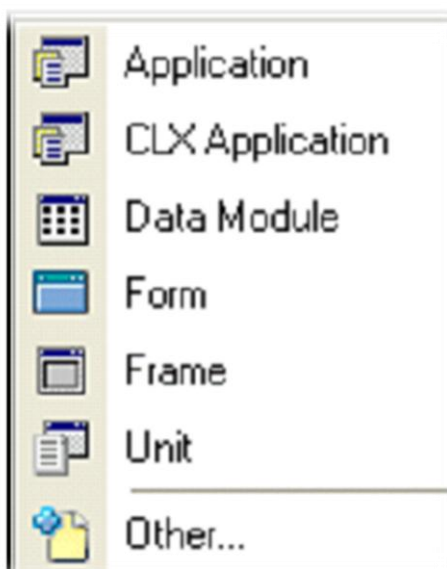 Application
CLX Application
Data Module
Form
Frame
Unit
Other...